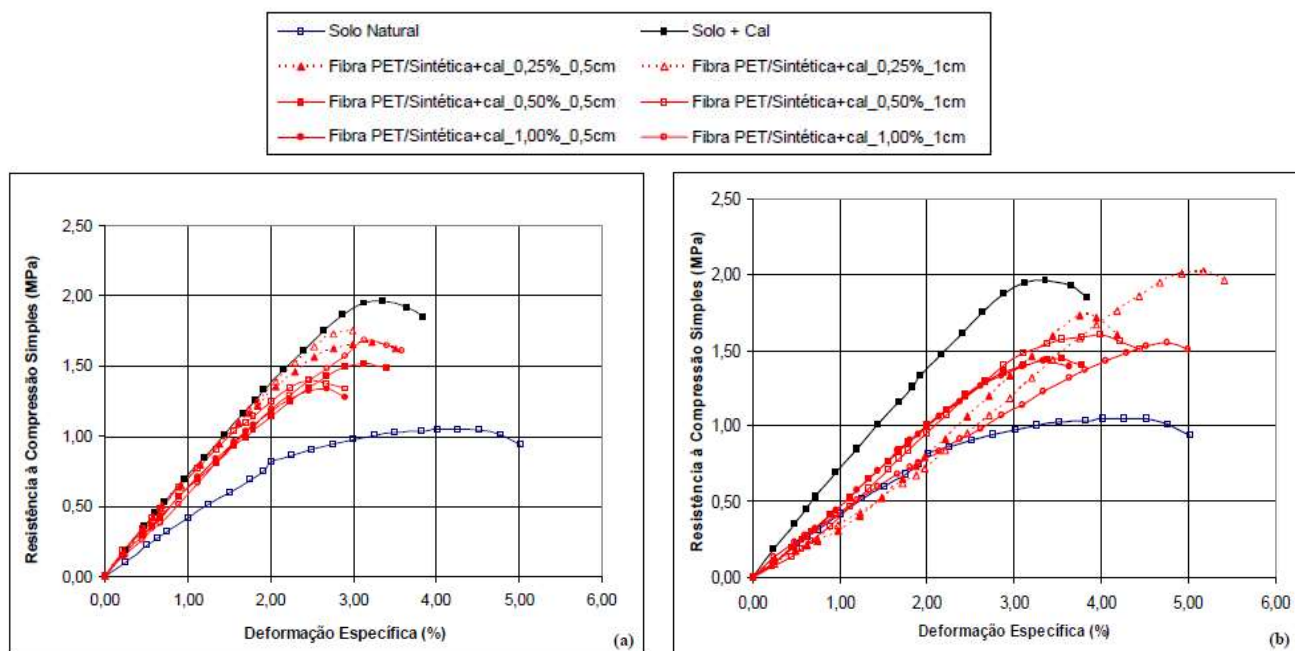 Solo Natural
Solo + Cal
Fibra PET/Sintética+cal_0,25%_0,5cm
Fibra PET/Sintética+cal_0,25%_1cm
Fibra PET/Sintética+cal_0,50%_0,5cm
Fibra PET/Sintética+cal_0,50%_1cm
Fibra PET/Sintética+cal_1,00%_0,5cm
Fibra PET/Sintética+cal_1,00%_1cm
Resistência à Compressão Simples (MPa)
2,50
2,00
1,50
1,00
0,50
0,00
0,00 1,00 2,00 3,00 4,00 5,00 6,00
Deformação Específica (%)
(a)
Resistência à Compressão Simples (MPa)
2,50
2,00
1,50
1,00
0,50
0,00
0,00 1,00 2,00 3,00 4,00 5,00 6,00
Deformação Específica (%)
(b)